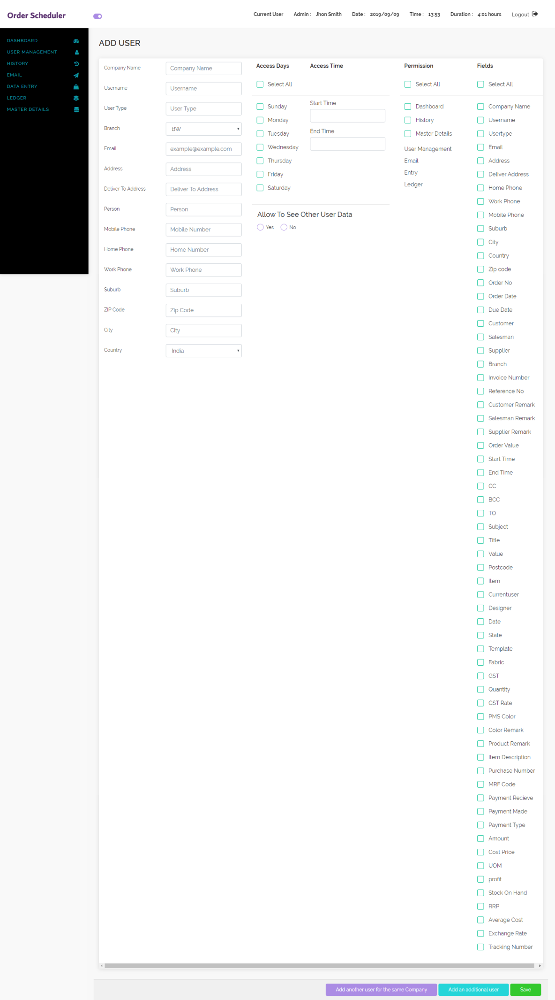 Order Scheduler
Current User Admin : Jhon Smith Date : 2019/09/09 Time : 13:53 Duration : 4:01 hours Logout
DASHBOARD
USER MANAGEMENT
HISTORY
EMAIL
DATA ENTRY
LEDGER
MASTER DETAILS
ADD USER
Company Name Company Name
Username Username
User Type User Type
Branch BW
Email example@example.com
Address Address
Deliver To Address Deliver To Address
Person Person
Mobile Phone Mobile Number
Home Phone Home Number
Work Phone Work Phone
Suburb Suburb
ZIP Code Zip Code
City City
Country India
Access Days
Select All
Sunday
Monday
Tuesday
Wednesday
Thursday
Friday
Saturday
Access Time
Start Time
End Time
Allow To See Other User Data
Yes No
Permission
Select All
Dashboard
History
Master Details
User Management
Email
Entry
Ledger
Fields
Select All
Company Name
Username
Usertype
Email
Address
Deliver Address
Home Phone
Work Phone
Mobile Phone
Suburb
City
Country
Zip code
Order No
Order Date
Due Date
Customer
Salesman
Supplier
Branch
Invoice Number
Reference No
Customer Remark
Salesman Remark
Supplier Remark
Order Value
Start Time
End Time
CC
BCC
TO
Subject
Title
Value
Postcode
Item
Currentuser
Designer
Date
State
Template
Fabric
GST
Quantity
GST Rate
PMS Color
Color Remark
Product Remark
Item Description
Purchase Number
MRF Code
Payment Recieve
Payment Made
Payment Type
Amount
Cost Price
UOM
profit
Stock On Hand
RRP
Average Cost
Exchange Rate
Tracking Number
Add another user for the same Company Add an additional user Save